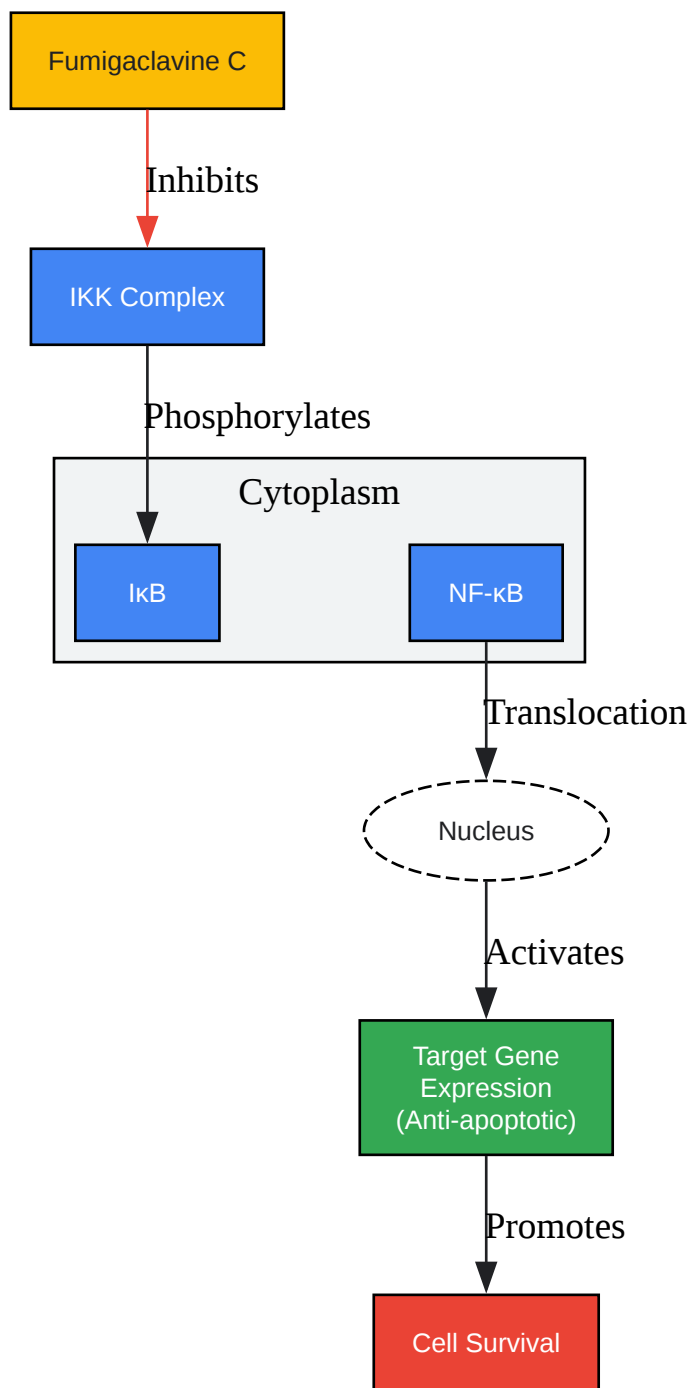 Fumigaclavine C
Inhibits
IKK Complex
Phosphorylates
Cytoplasm
IκB
NF-κB
Translocation
Nucleus
Activates
Target Gene
Expression
(Anti-apoptotic)
Promotes
Cell Survival